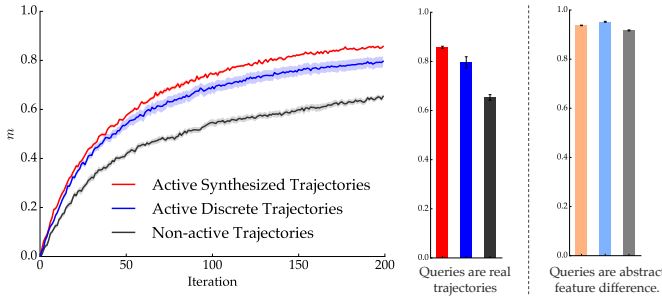 1.0
0.8
0.6
0.4
0.2
0.0
m
0
50
100
150
200
Iteration
Active Synthesized Trajectories
Active Discrete Trajectories
Non-active Trajectories
1.0
0.8
0.6
0.4
0.2
0.0
Queries are real
trajectories
1.0
0.8
0.6
0.4
0.2
0.0
Queries are abstract
feature difference.